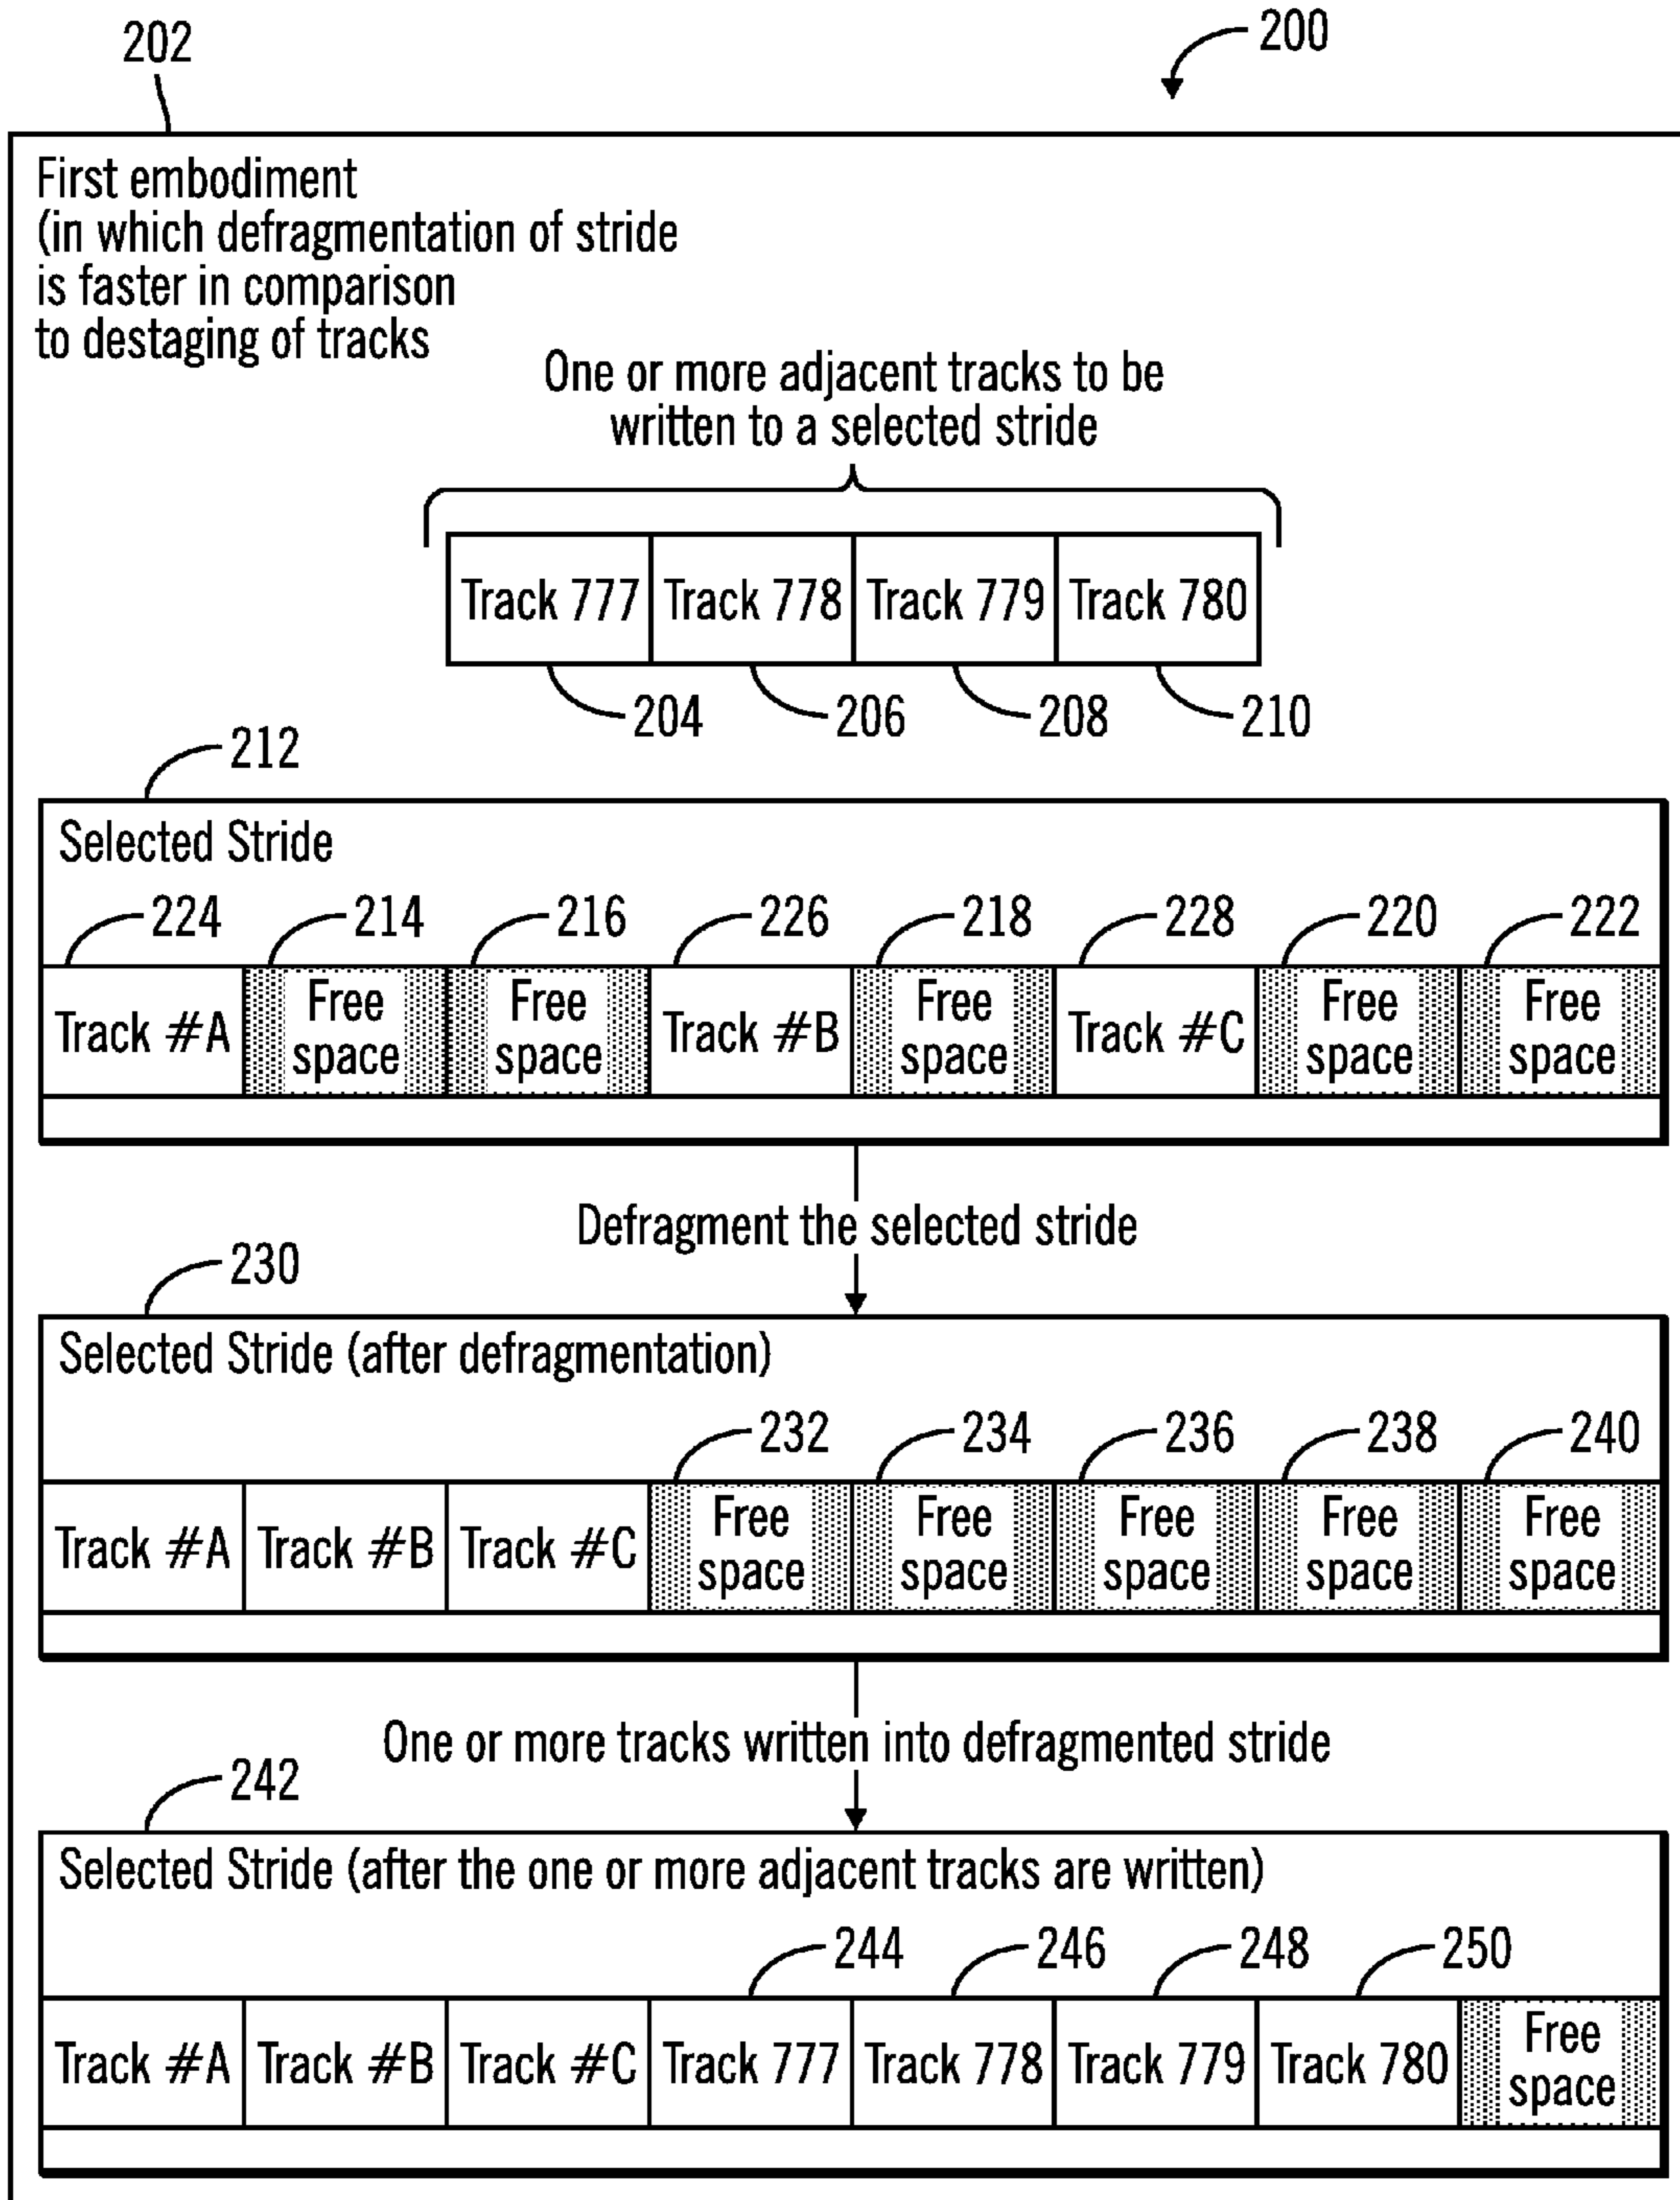 202
200
First embodiment
(in which defragmentation of stride
is faster in comparison
to destaging of tracks
One or more adjacent tracks to be
written to a selected stride
Track 777 Track 778 Track 779 Track 780
204 206 208 210
212
Selected Stride
224 214 216 226 218 228 220 222
Track #A Free space Free space Track #B Free space Track #C Free space Free space
Defragment the selected stride
230
Selected Stride (after defragmentation)
232 234 236 238 240
Track #A Track #B Track #C Free space Free space Free space Free space Free space
One or more tracks written into defragmented stride
242
Selected Stride (after the one or more adjacent tracks are written)
244 246 248 250
Track #A Track #B Track #C Track 777 Track 778 Track 779 Track 780 Free space